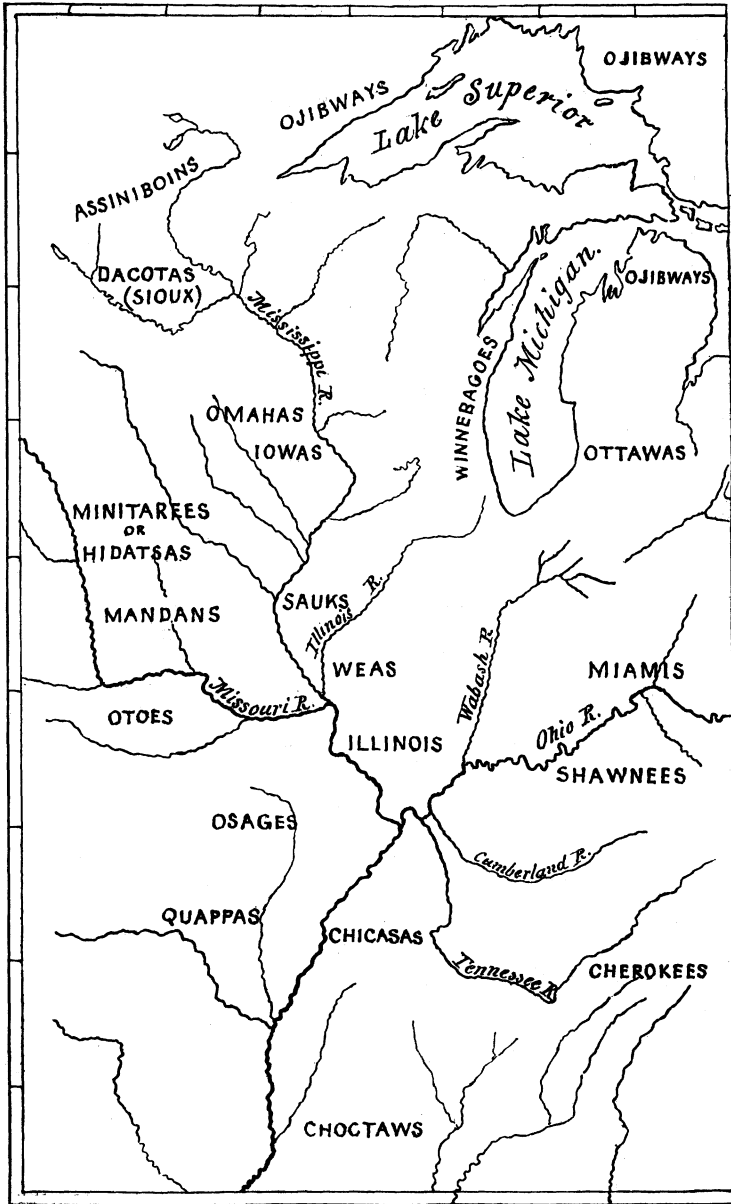 OJIBWAYS
OJIBWAYS
Lake Superior
ASSINIBOINS
DACOTAS
(SIOUX)
Mississippi R.
OJIBWAYS
Lake Michigan.
WINNEBAGOES
OMAHAS
IOWAS
OTTAWAS
MINITAREES
OR
HIDATSAS
MANDANS
SAUKS
Illinois R.
WEAS
Wabash R
MIAMIS
Missouri R.
OTOES
ILLINOIS
Ohio R.
SHAWNEES
OSAGES
Cumberland R.
QUAPPAS
CHICASAS
Tennessee R
CHEROKEES
CHOCTAWS